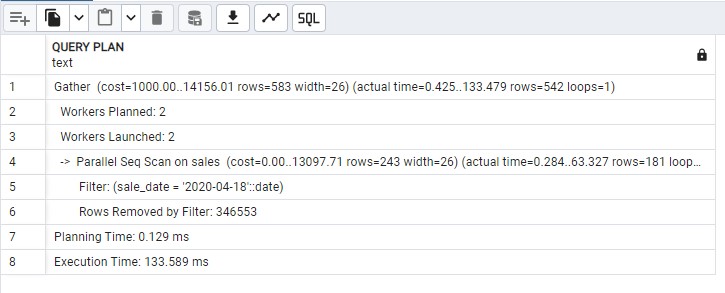 SQL
QUERY PLAN
text
1 Gather (cost=1000.00..14156.01 rows=583 width=26) (actual time=0.425..133.479 rows=542 loops=1)
2 Workers Planned: 2
3 Workers Launched: 2
4 -> Parallel Seq Scan on sales (cost=0.00..13097.71 rows=243 width=26) (actual time=0.284..63.327 rows=181 loop...
5 Filter: (sale_date = '2020-04-18'::date)
6 Rows Removed by Filter: 346553
7 Planning Time: 0.129 ms
8 Execution Time: 133.589 ms